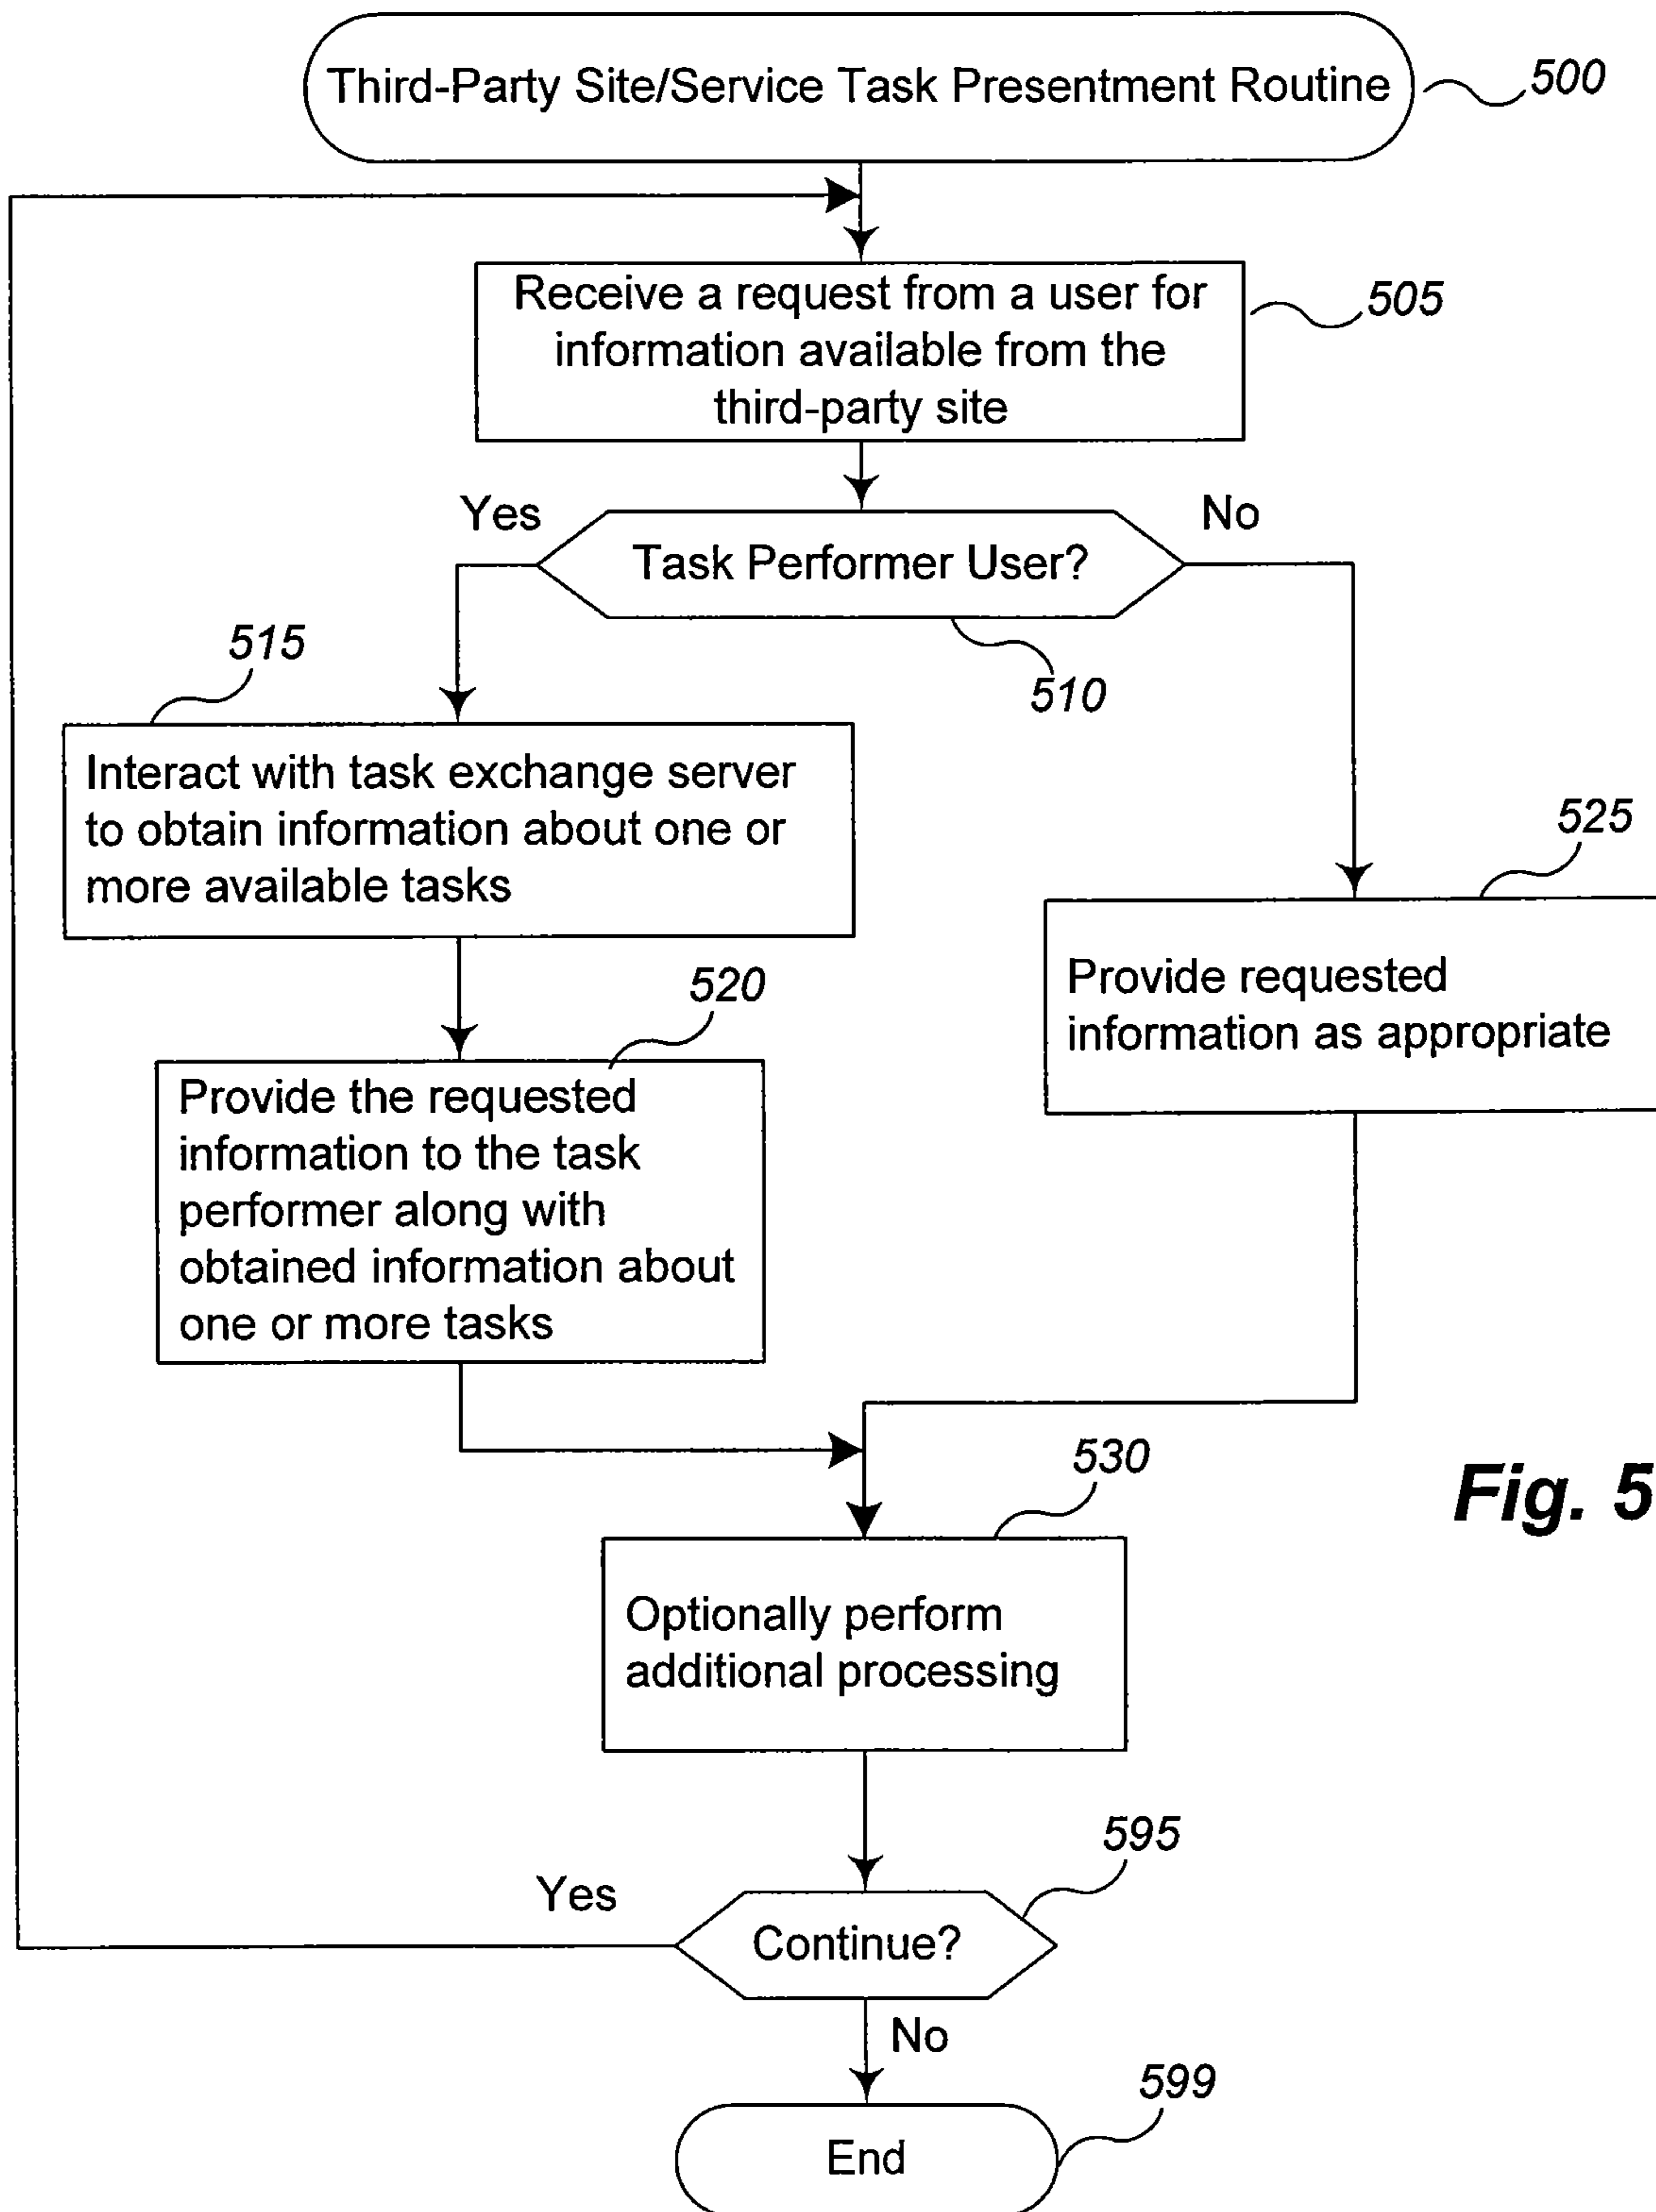 Third-Party Site/Service Task Presentment Routine
500
Receive a request from a user for
information available from the
third-party site
505
Yes
No
Task Performer User?
510
515
Interact with task exchange server
to obtain information about one or
more available tasks
525
Provide requested
information as appropriate
520
Provide the requested
information to the task
performer along with
obtained information about
one or more tasks
530
Fig. 5
Optionally perform
additional processing
595
Yes
Continue?
No
599
End